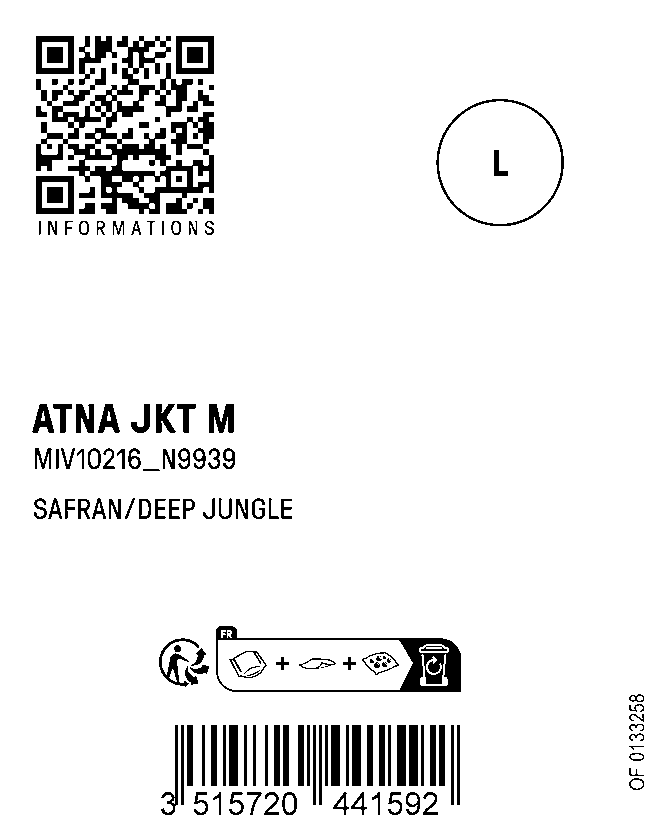 INFORMATIONS
L
ATNA JKT M
MIV10216_N9939
SAFRAN/DEEP JUNGLE
FR
3 515720 441592
OF 0133258